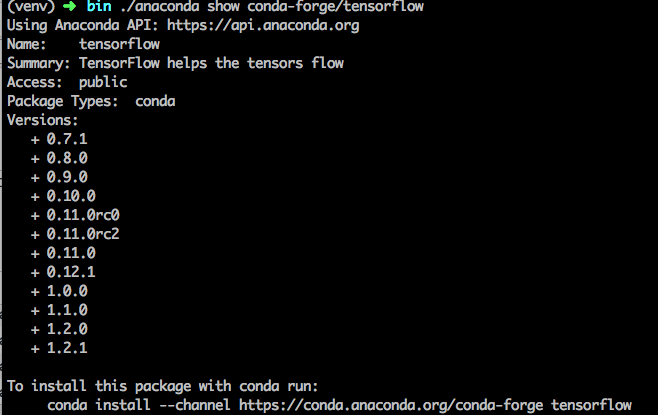 (venv) ➜ bin ./anaconda show conda-forge/tensorflow
Using Anaconda API: https://api.anaconda.org
Name:    tensorflow
Summary: TensorFlow helps the tensors flow
Access:  public
Package Types:  conda
Versions:
   + 0.7.1
   + 0.8.0
   + 0.9.0
   + 0.10.0
   + 0.11.0rc0
   + 0.11.0rc2
   + 0.11.0
   + 0.12.1
   + 1.0.0
   + 1.1.0
   + 1.2.0
   + 1.2.1
To install this package with conda run:
     conda install --channel https://conda.anaconda.org/conda-forge tensorflow